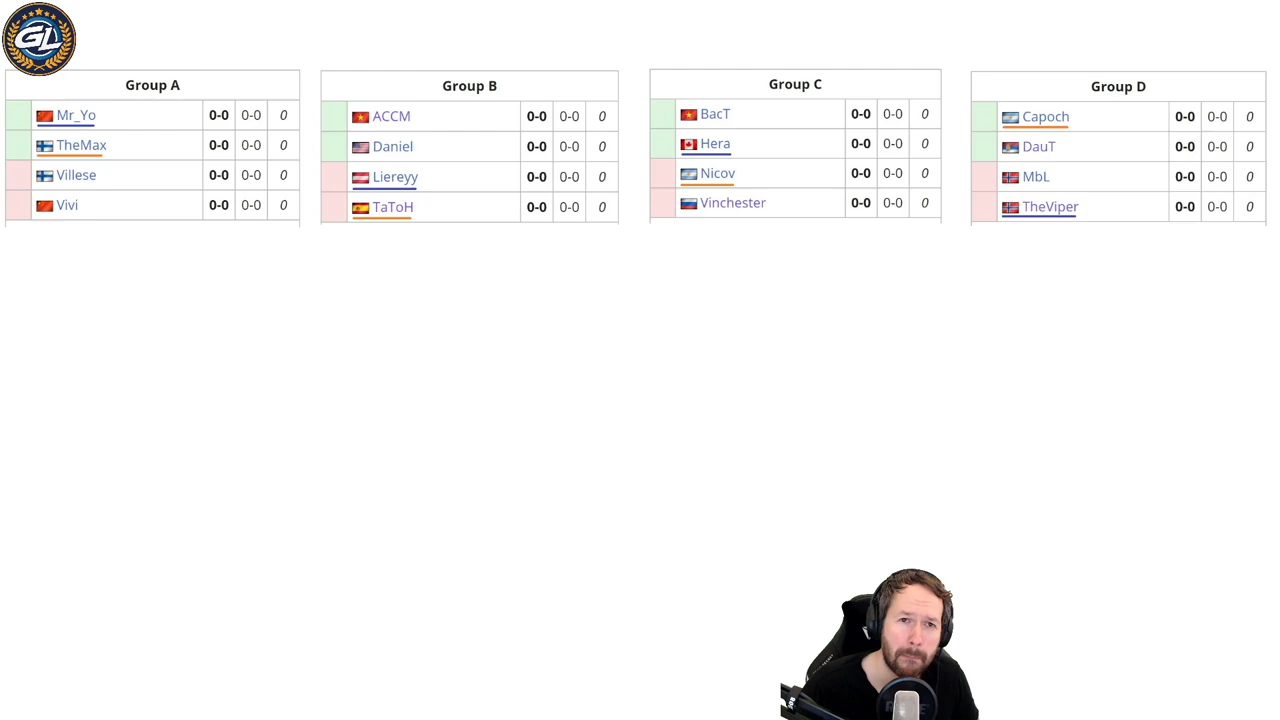 GL
Group A
Mr_Yo 0-0 0-0 0
TheMax 0-0 0-0 0
Villese 0-0 0-0 0
Vivi 0-0 0-0 0
Group B
ACCM 0-0 0-0 0
Daniel 0-0 0-0 0
Liereyy 0-0 0-0 0
TaToH 0-0 0-0 0
Group C
BacT 0-0 0-0 0
Hera 0-0 0-0 0
Nicov 0-0 0-0 0
Vinchester 0-0 0-0 0
Group D
Capoch 0-0 0-0 0
DauT 0-0 0-0 0
MbL 0-0 0-0 0
TheViper 0-0 0-0 0